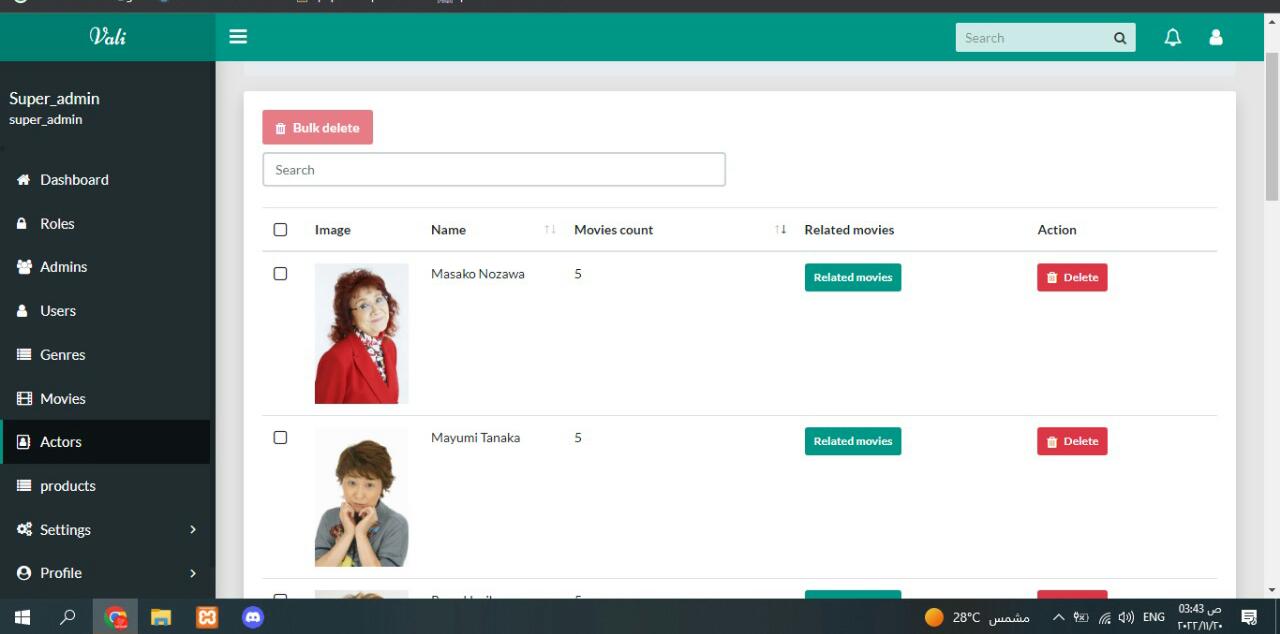 Vali
Search
Super_admin
super_admin
Dashboard
Roles
Admins
Users
Genres
Movies
Actors
products
Settings
Profile
Bulk delete
Search
Image Name Movies count Related movies Action
Masako Nozawa 5 Related movies Delete
Mayumi Tanaka 5 Related movies Delete
28°C مشمس
ENG
03:43 ص
٢٠٢٢/١١/٢٠